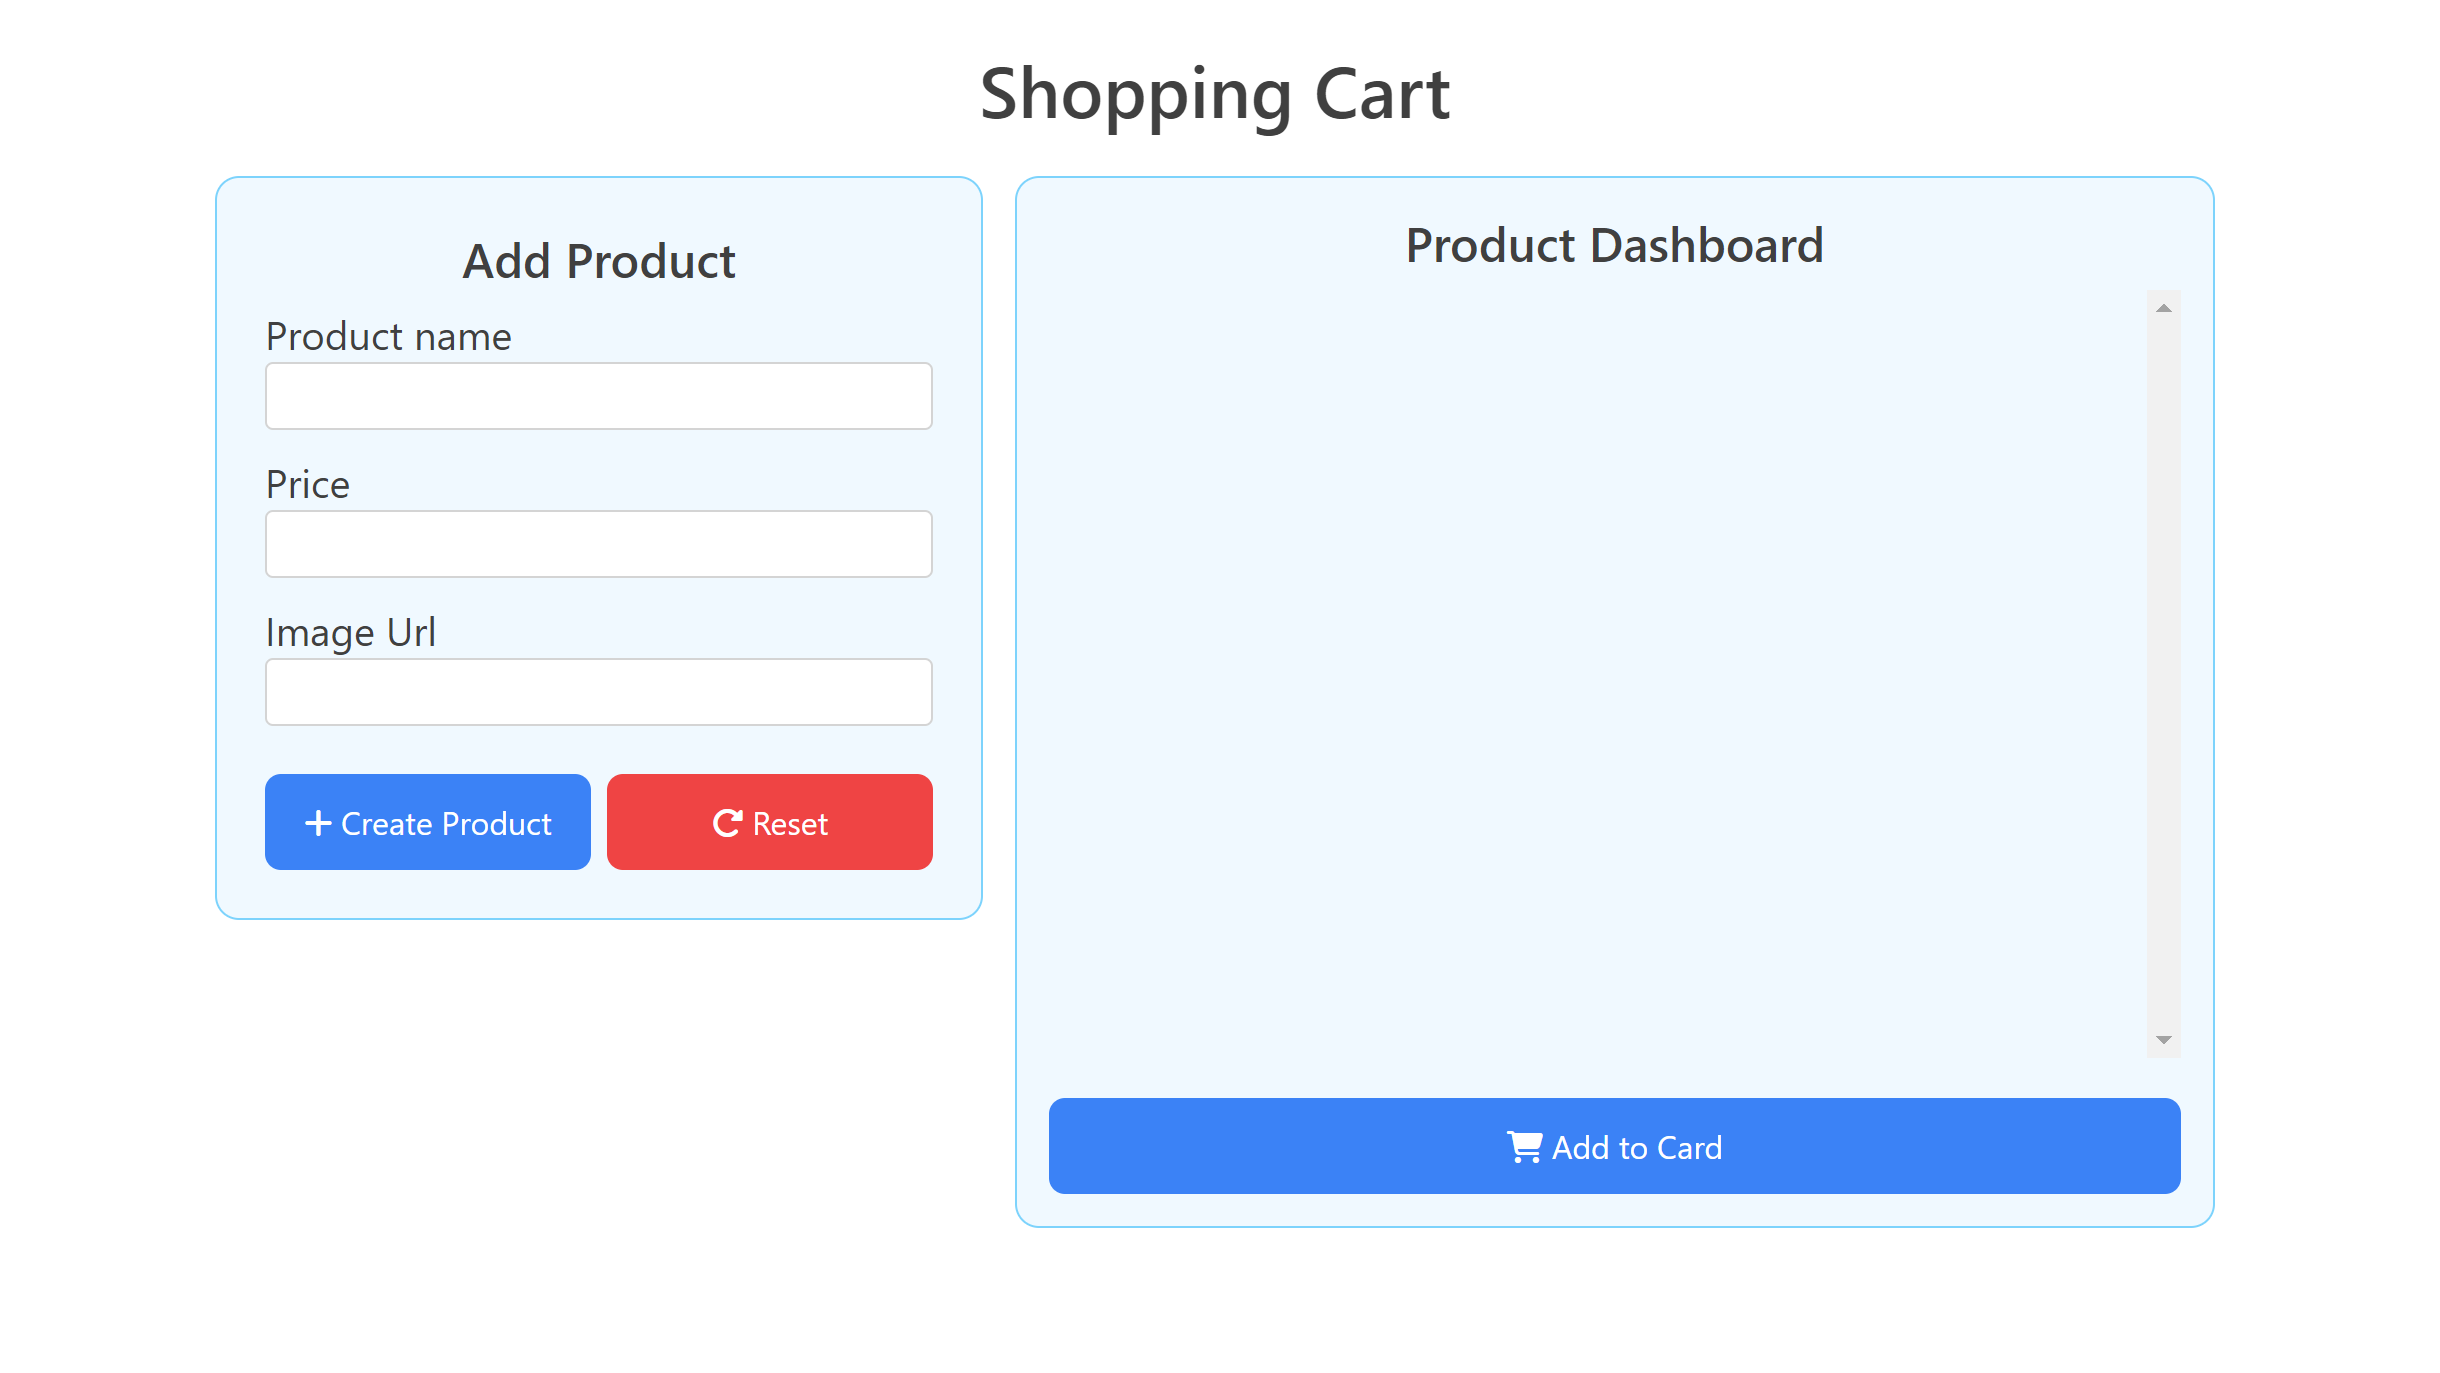 Shopping Cart
Add Product
Product name
Price
Image Url
Create Product
Reset
Product Dashboard
Add to Card